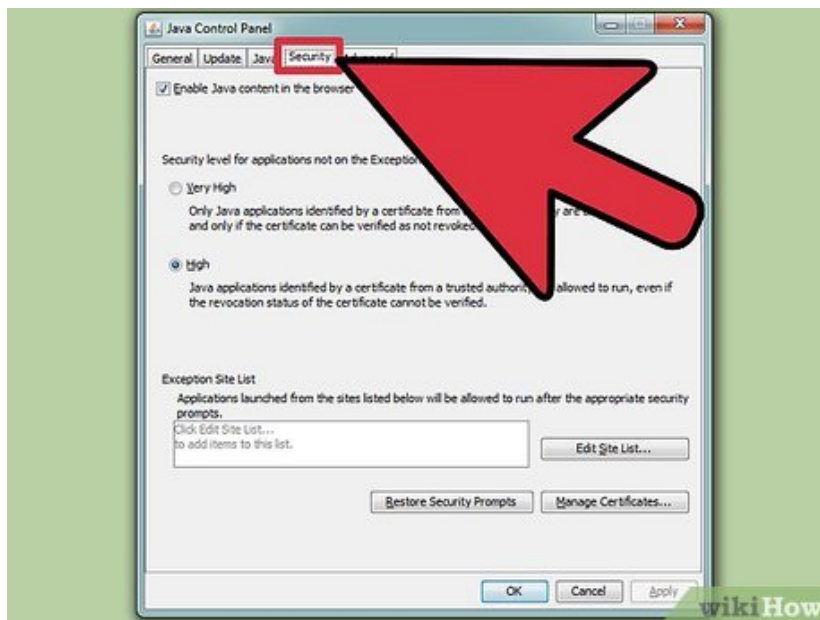 Java Control Panel
General Update Java Security
Enable Java content in the browser
Security level for applications not on the Exception
Very High
Only Java applications identified by a certificate from
and only if the certificate can be verified as not revoked
High
Java applications identified by a certificate from a trusted authority allowed to run, even if
the revocation status of the certificate cannot be verified.
Exception Site List
Applications launched from the sites listed below will be allowed to run after the appropriate security
prompts.
Click Edit Site List...
to add items to this list.
Edit Site List...
Restore Security Prompts Manage Certificates...
OK Cancel Apply
wikiHow